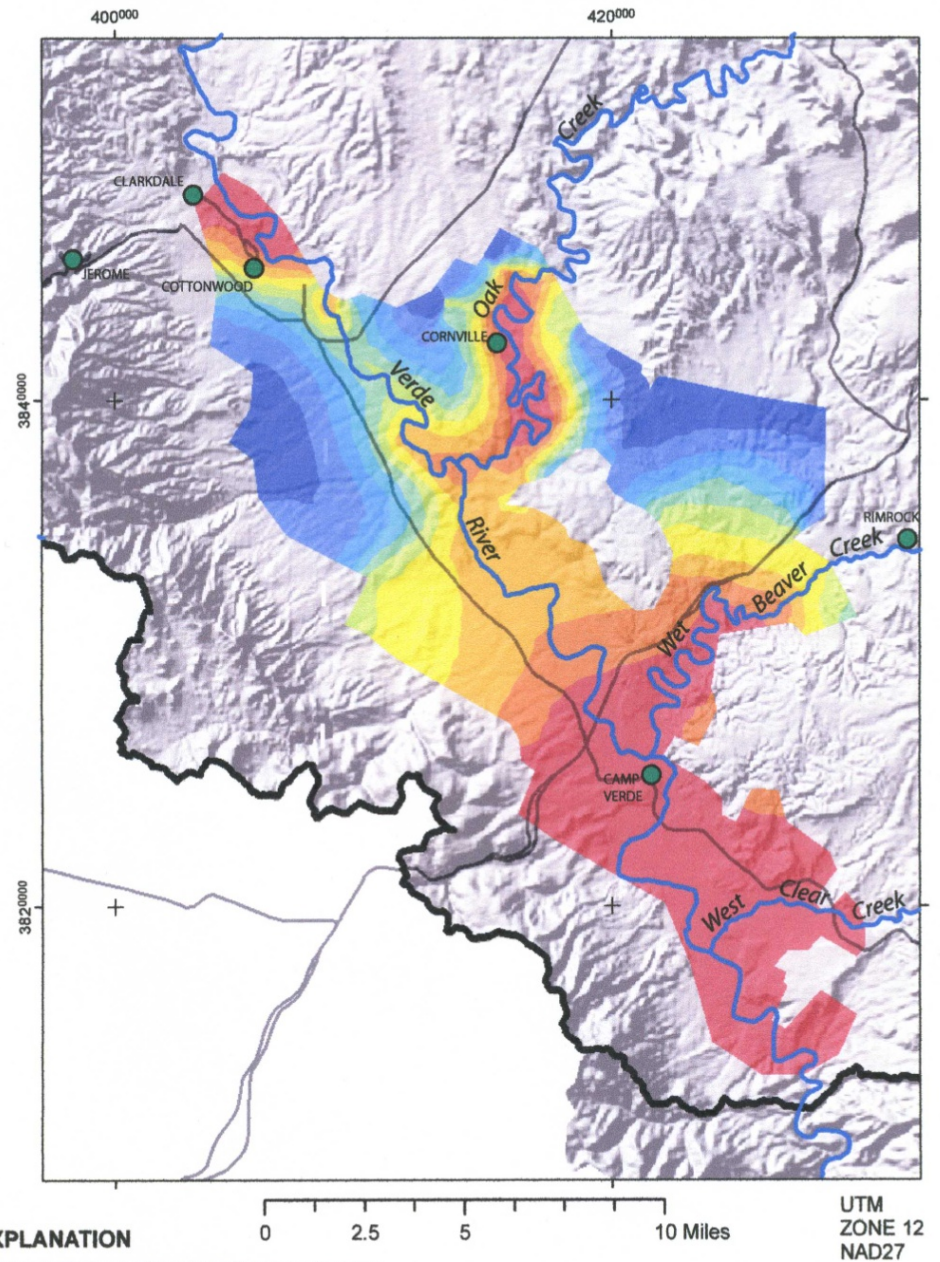 400000
420000
Creek
CLARKDALE
JEROME
COTTONWOOD
Oak
CORNVILLE
Verde
3840000
River
RIMROCK
Creek
Beaver
Wet
CAMP
VERDE
3820000
West
Clear
Creek
XPLANATION
0
2.5
5
10 Miles
UTM
ZONE 12
NAD27